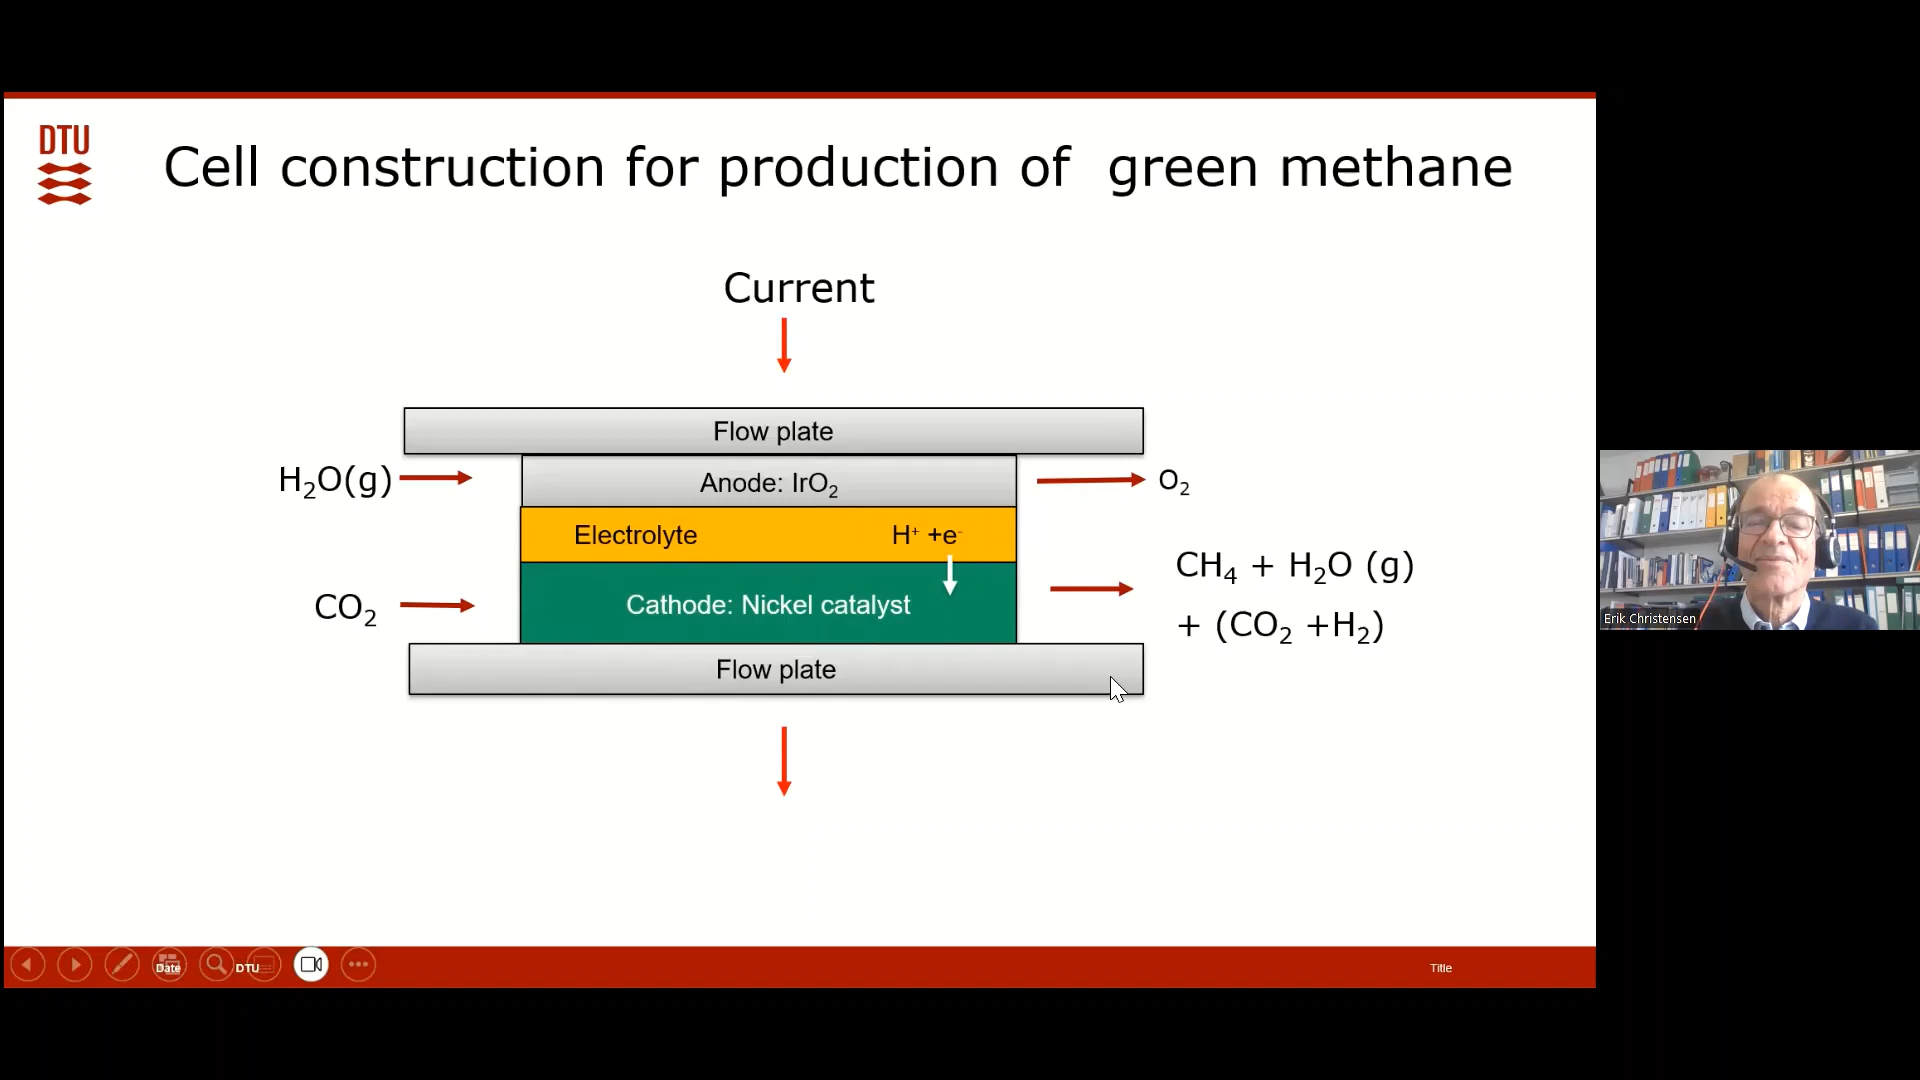 DTU
Cell construction for production of  green methane
Current
Flow plate
H₂O(g)
Anode: IrO₂
O₂
Electrolyte
H⁺ +e⁻
CH₄ + H₂O (g)
CO₂
Cathode: Nickel catalyst
+ (CO₂ +H₂)
Flow plate
Erik Christensen
Date
DTU
Title